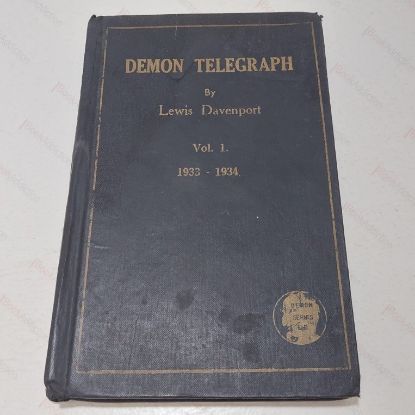 DEMON TELEGRAPH
By
Lewis Davenport
Vol. 1.
1933 - 1934.
DEMON
SERIES